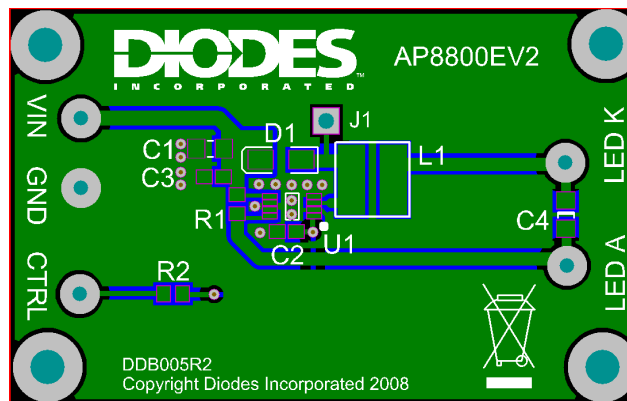 DIODES
INCORPORATED
TM
AP8800EV2
VIN
GND
CTRL
C1
C3
D1
J1
L1
R1
C2
U1
R2
C4
LED K
LED A
DDB005R2
Copyright Diodes Incorporated 2008